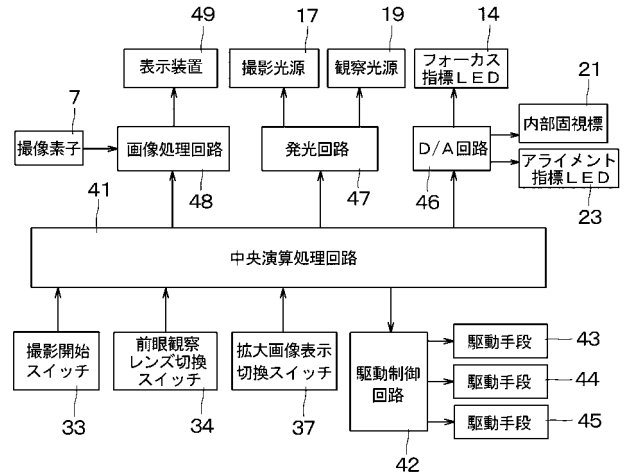 49
17
19
14
表示装置
撮影光源
観察光源
フォーカス
指標LED
21
7
内部固視標
撮像素子
画像処理回路
発光回路
D/A回路
アライメント
指標LED
41
48
47
46
23
中央演算処理回路
撮影開始
スイッチ
前眼観察
レンズ切換
スイッチ
拡大画像表示
切換スイッチ
駆動制御
回路
駆動手段
43
駆動手段
44
駆動手段
45
33
34
37
42